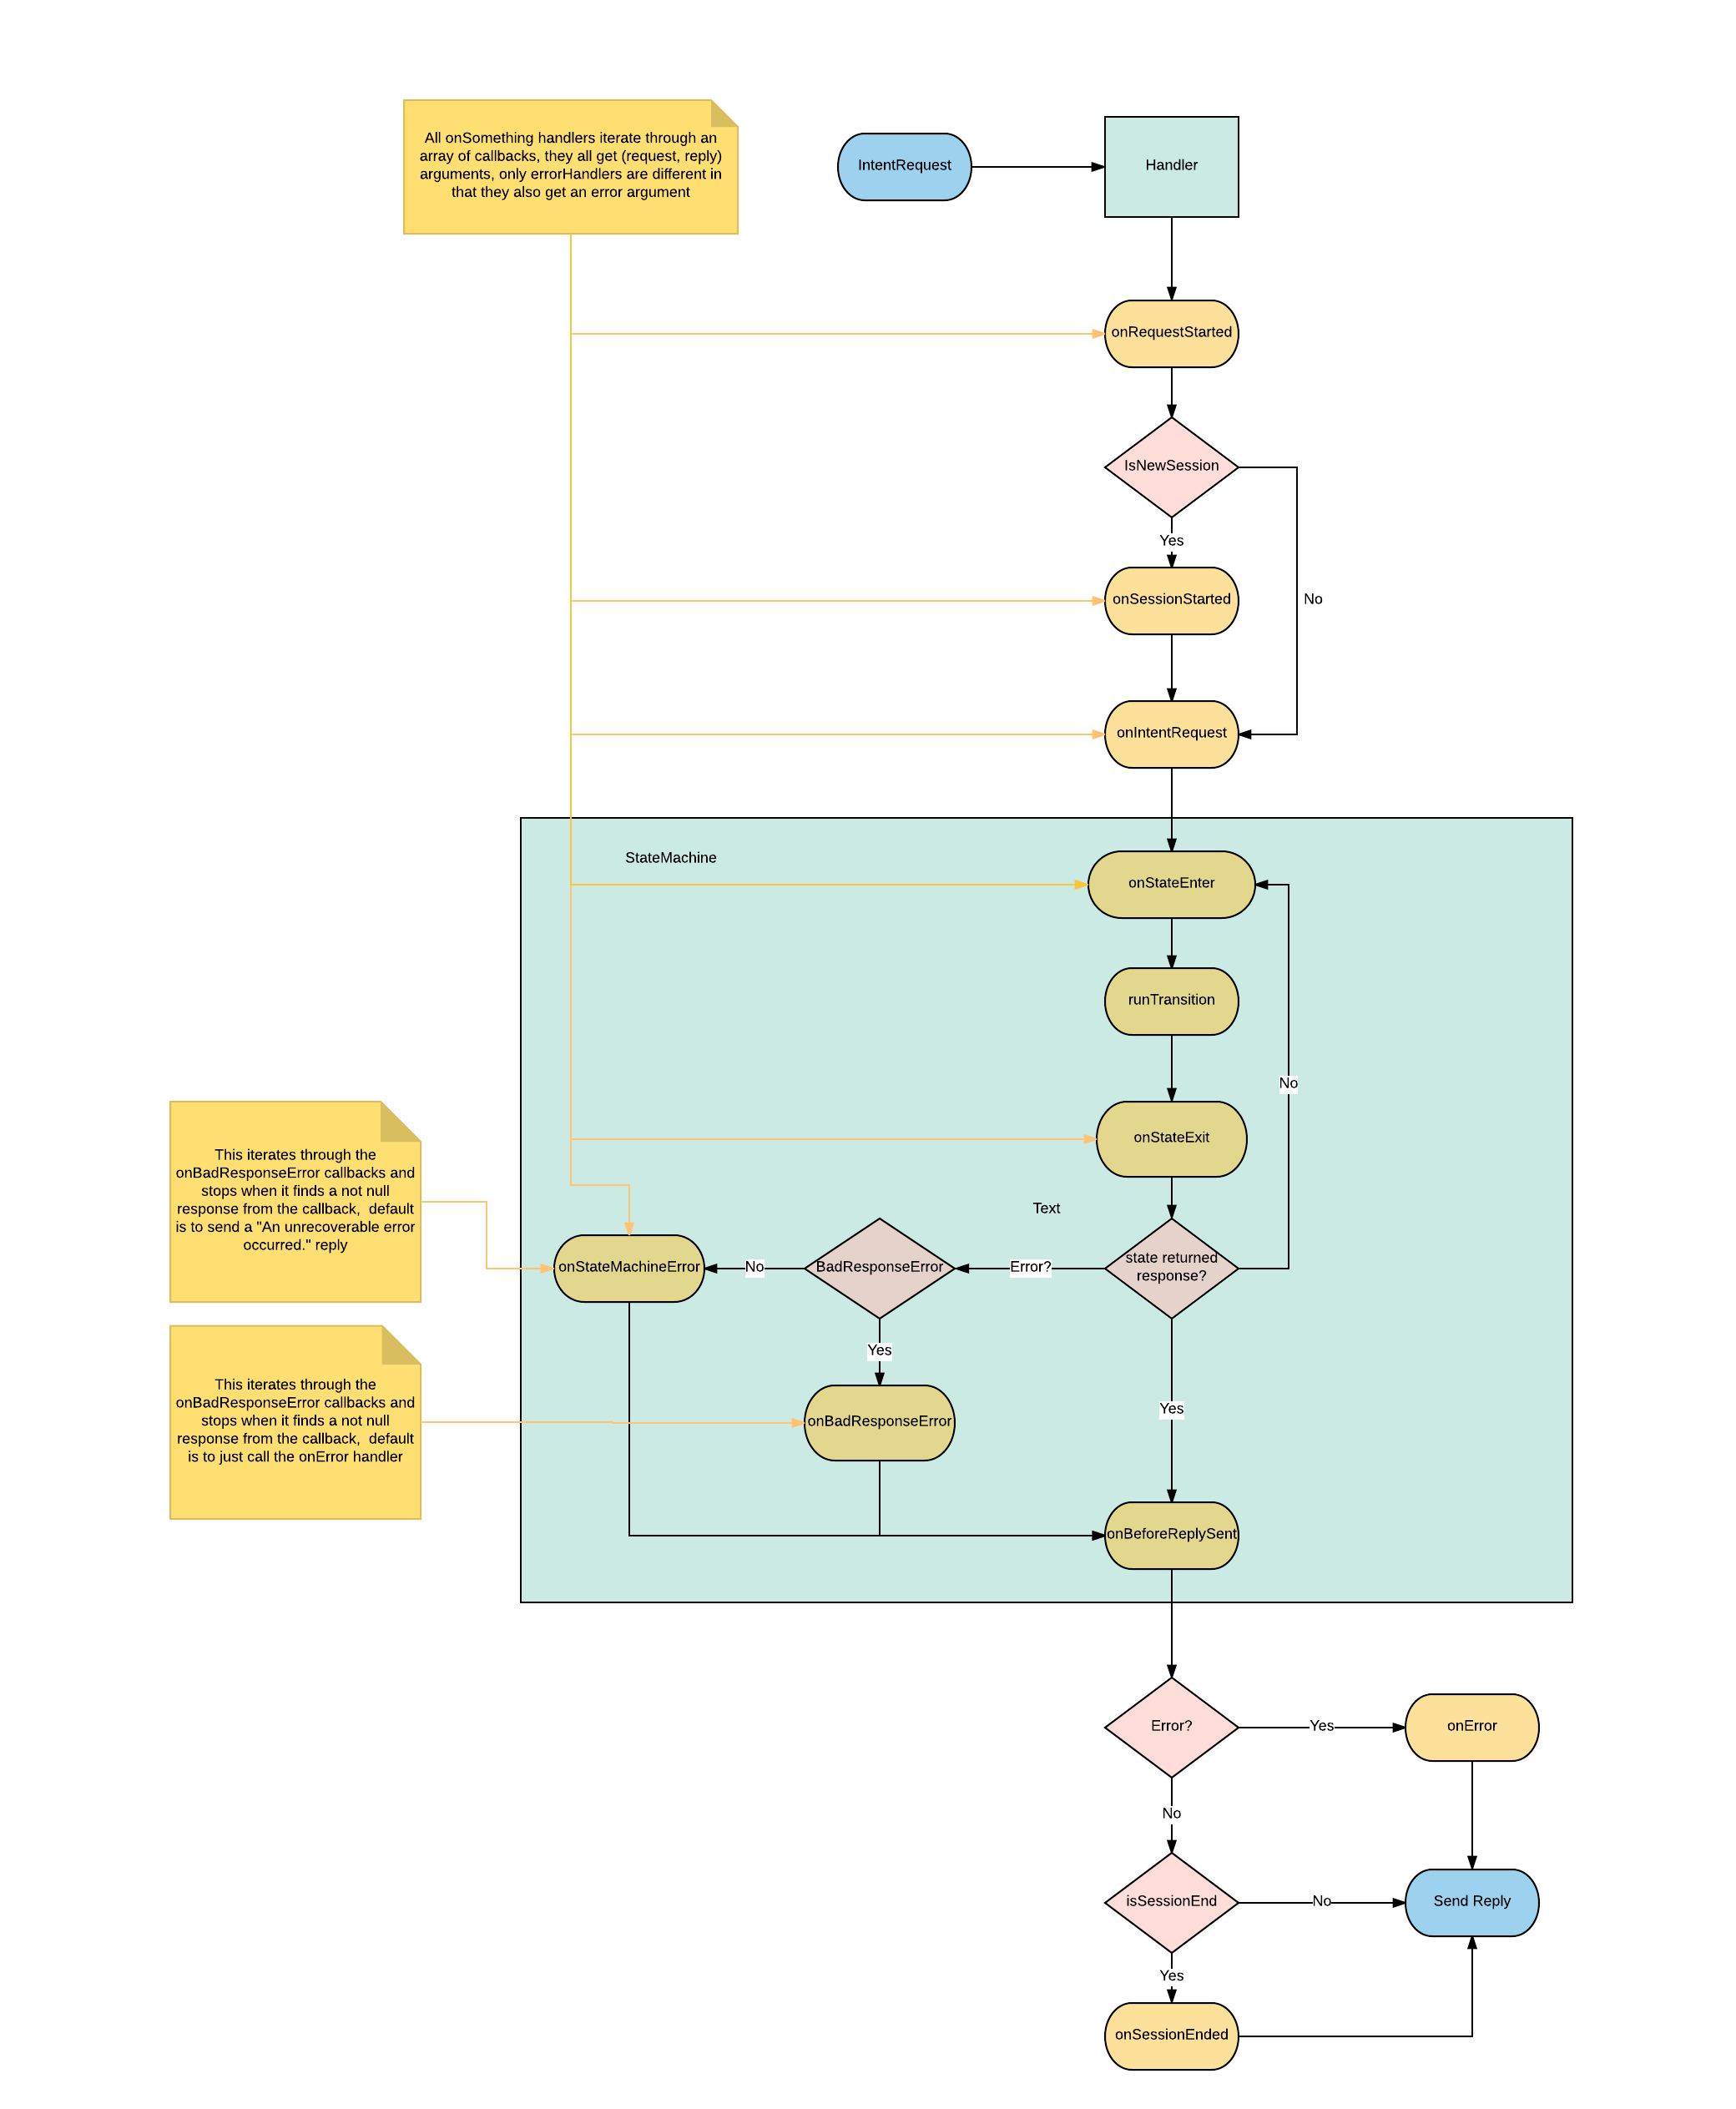 All onSomething handlers iterate through an
array of callbacks, they all get (request, reply)
arguments, only errorHandlers are different in
that they also get an error argument
IntentRequest
Handler
onRequestStarted
IsNewSession
Yes
onSessionStarted
No
onIntentRequest
StateMachine
onStateEnter
runTransition
No
onStateExit
This iterates through the
onBadResponseError callbacks and
stops when it finds a not null
response from the callback,  default
is to send a "An unrecoverable error
occurred." reply
Text
onStateMachineError
No
BadResponseError
Error?
state returned
response?
Yes
This iterates through the
onBadResponseError callbacks and
stops when it finds a not null
response from the callback,  default
is to just call the onError handler
onBadResponseError
Yes
onBeforeReplySent
Error?
Yes
onError
No
isSessionEnd
No
Send Reply
Yes
onSessionEnded